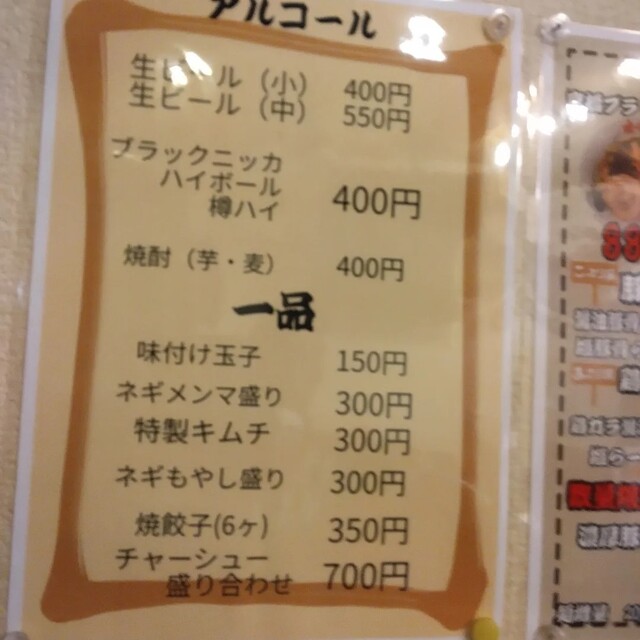 アルコール
生ビール（小） 400円
生ビール（中） 550円
ブラックニッカ
ハイボール
樽ハイ 400円
焼酎（芋・麦） 400円
一品
味付け玉子 150円
ネギメンマ盛り 300円
特製キムチ 300円
ネギもやし盛り 300円
焼餃子(6ヶ) 350円
チャーシュー
盛り合わせ 700円